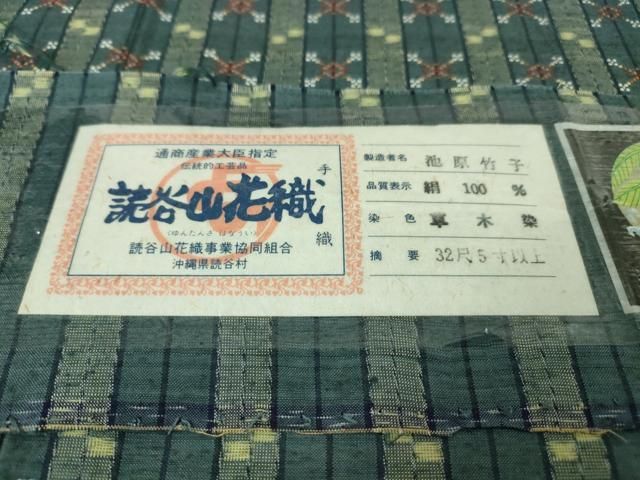 通商産業大臣指定
伝統的工芸品
読谷山花織
(ゆんたんざ はなうい)
読谷山花織事業協同組合
沖縄県読谷村
手織
製造者名 池原竹子
品質表示 絹 100 %
染色 草木染
摘要 32尺5寸以上